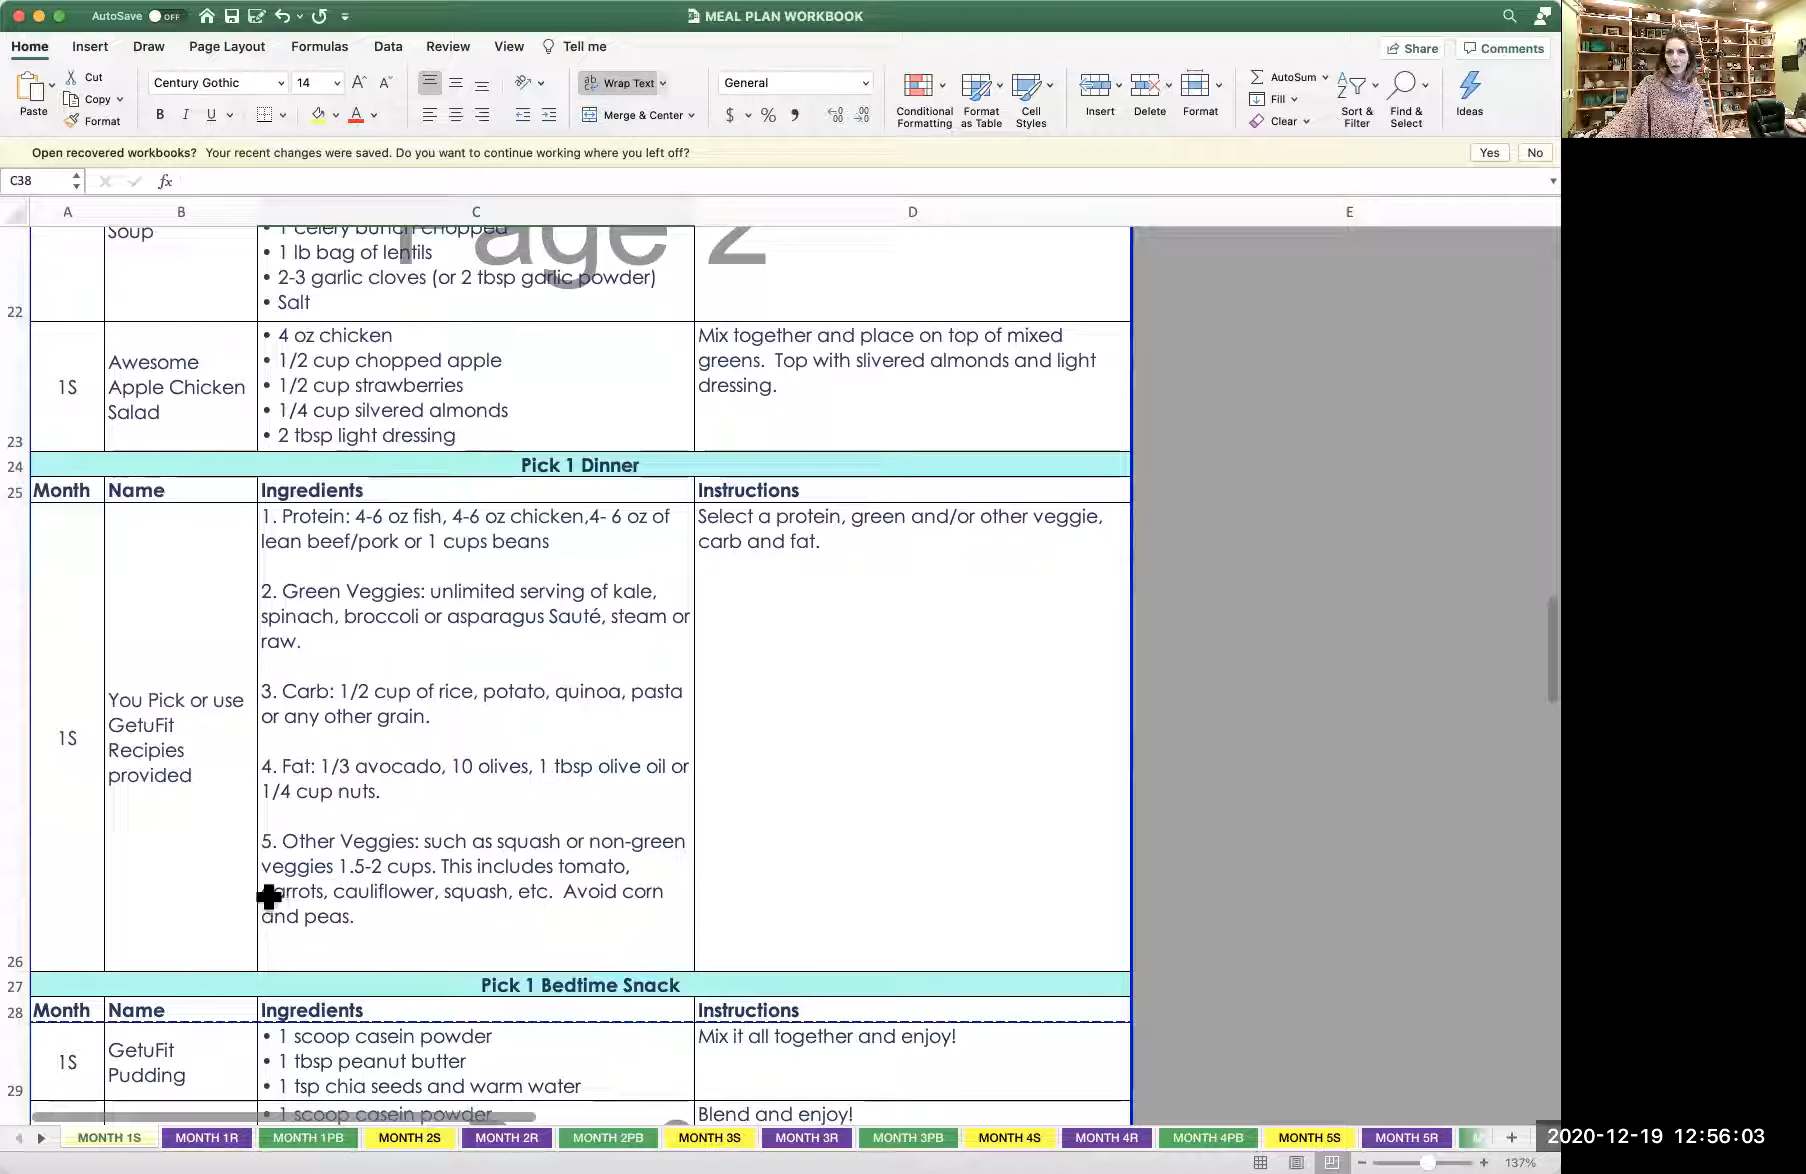 AutoSave OFF
MEAL PLAN WORKBOOK
Home Insert Draw Page Layout Formulas Data Review View Tell me
Share Comments
Paste
Cut
Copy
Format
Century Gothic 14
B I U
Wrap Text
Merge & Center
General
$ %
Conditional Formatting
Format as Table
Cell Styles
Insert
Delete
Format
AutoSum
Fill
Clear
Sort & Filter
Find & Select
Ideas
Open recovered workbooks? Your recent changes were saved. Do you want to continue working where you left off? Yes No
C38 fx
A B C D E
Page 2
Soup
• 1 celery bunch chopped
• 1 lb bag of lentils
• 2-3 garlic cloves (or 2 tbsp garlic powder)
• Salt
22
1S
Awesome
Apple Chicken
Salad
• 4 oz chicken
• 1/2 cup chopped apple
• 1/2 cup strawberries
• 1/4 cup silvered almonds
• 2 tbsp light dressing
Mix together and place on top of mixed
greens. Top with slivered almonds and light
dressing.
23
24 Pick 1 Dinner
25 Month Name Ingredients Instructions
1S
You Pick or use
GetuFit
Recipies
provided
1. Protein: 4-6 oz fish, 4-6 oz chicken,4- 6 oz of
lean beef/pork or 1 cups beans
2. Green Veggies: unlimited serving of kale,
spinach, broccoli or asparagus Sauté, steam or
raw.
3. Carb: 1/2 cup of rice, potato, quinoa, pasta
or any other grain.
4. Fat: 1/3 avocado, 10 olives, 1 tbsp olive oil or
1/4 cup nuts.
5. Other Veggies: such as squash or non-green
veggies 1.5-2 cups. This includes tomato,
carrots, cauliflower, squash, etc. Avoid corn
and peas.
Select a protein, green and/or other veggie,
carb and fat.
26
27 Pick 1 Bedtime Snack
28 Month Name Ingredients Instructions
1S
GetuFit
Pudding
• 1 scoop casein powder
• 1 tbsp peanut butter
• 1 tsp chia seeds and warm water
Mix it all together and enjoy!
29
• 1 scoop casein powder
Blend and enjoy!
MONTH 1S MONTH 1R MONTH 1PB MONTH 2S MONTH 2R MONTH 2PB MONTH 3S MONTH 3R MONTH 3PB MONTH 4S MONTH 4R MONTH 4PB MONTH 5S MONTH 5R
2020-12-19 12:56:03
137%